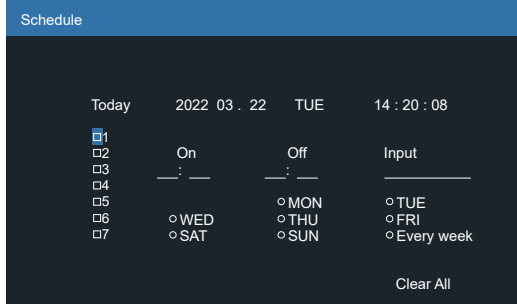 Schedule
Today 2022 03 . 22 TUE 14 : 20 : 08
□1
□2 On Off Input
□3 __: __ __: __ ________
□4
□5 ○ MON ○ TUE
□6 ○ WED ○ THU ○ FRI
□7 ○ SAT ○ SUN ○ Every week
Clear All